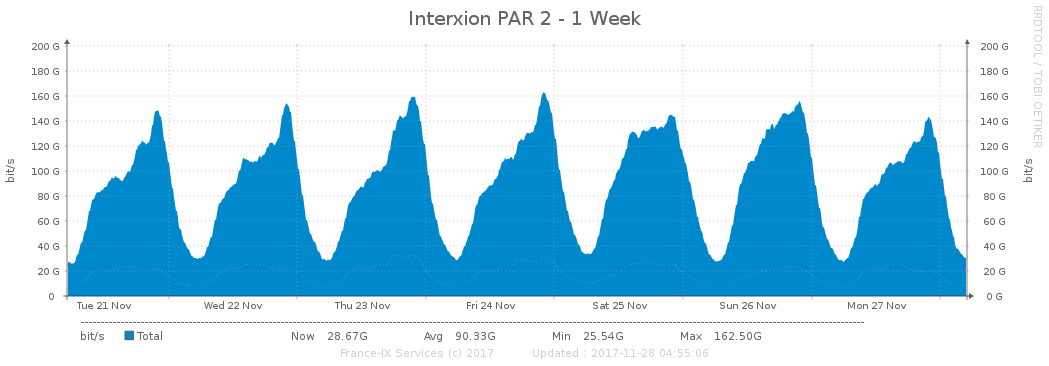 Interxion PAR 2 - 1 Week
RRDTOOL / TOBI OETIKER
200 G 200 G
180 G 180 G
160 G 160 G
140 G 140 G
120 G 120 G
100 G 100 G
80 G 80 G
60 G 60 G
40 G 40 G
20 G 20 G
0 0 G
bit/s
bit/s
Tue 21 Nov Wed 22 Nov Thu 23 Nov Fri 24 Nov Sat 25 Nov Sun 26 Nov Mon 27 Nov
bit/s Total Now 28.67G Avg 90.33G Min 25.54G Max 162.50G
France-IX Services (c) 2017 Updated : 2017-11-28 04:55:06